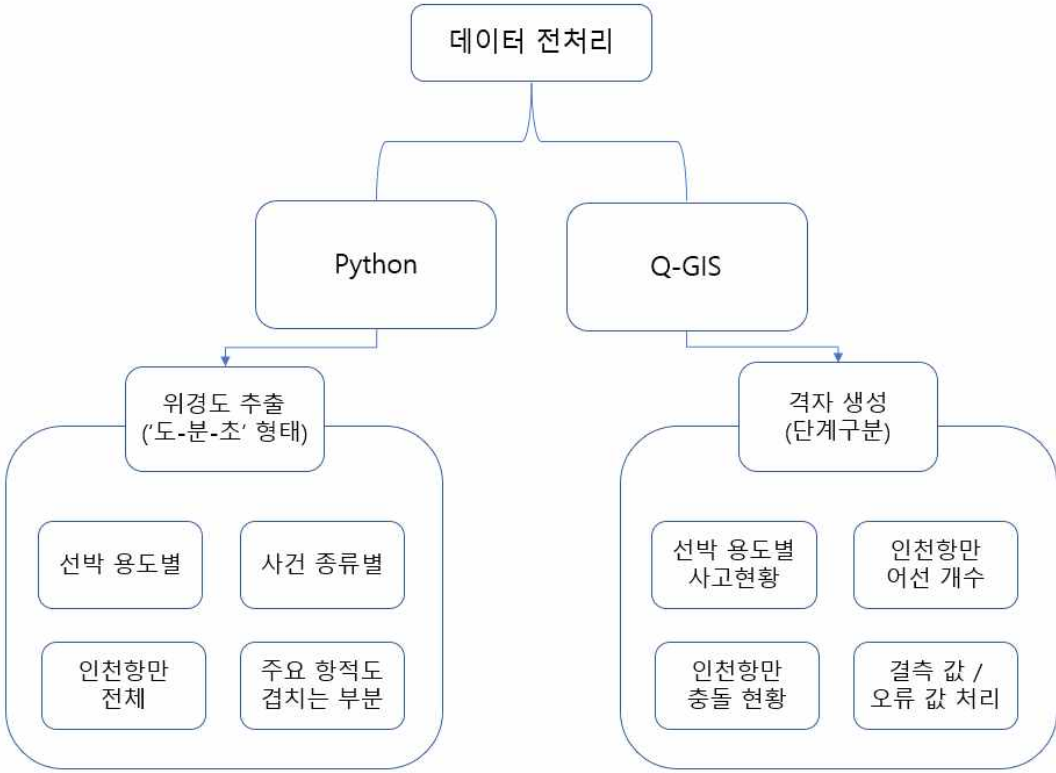 데이터 전처리
Python
Q-GIS
위경도 추출
('도-분-초' 형태)
선박 용도별
사건 종류별
인천항만
전체
주요 항적도
겹치는 부분
격자 생성
(단계구분)
선박 용도별
사고현황
인천항만
어선 개수
인천항만
충돌 현황
결측 값 /
오류 값 처리